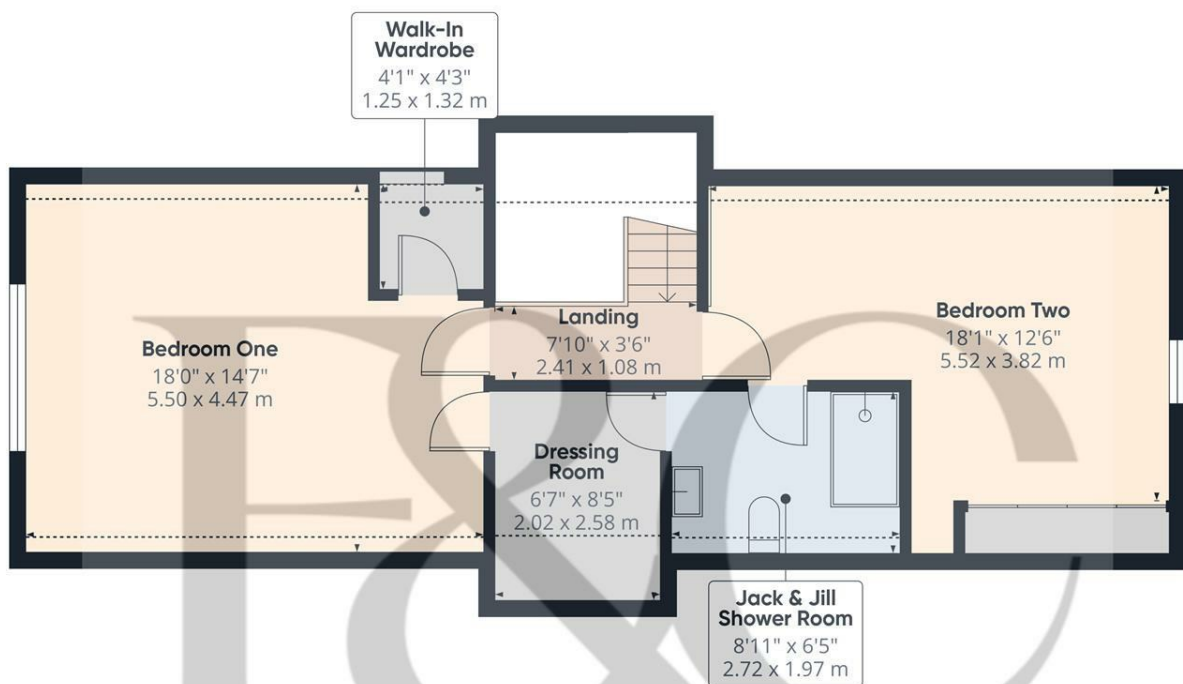 Walk-In
Wardrobe
4'1" x 4'3"
1.25 x 1.32 m
Bedroom One
18'0" x 14'7"
5.50 x 4.47 m
Landing
7'10" x 3'6"
2.41 x 1.08 m
Bedroom Two
18'1" x 12'6"
5.52 x 3.82 m
Dressing
Room
6'7" x 8'5"
2.02 x 2.58 m
Jack & Jill
Shower Room
8'11" x 6'5"
2.72 x 1.97 m
F&C